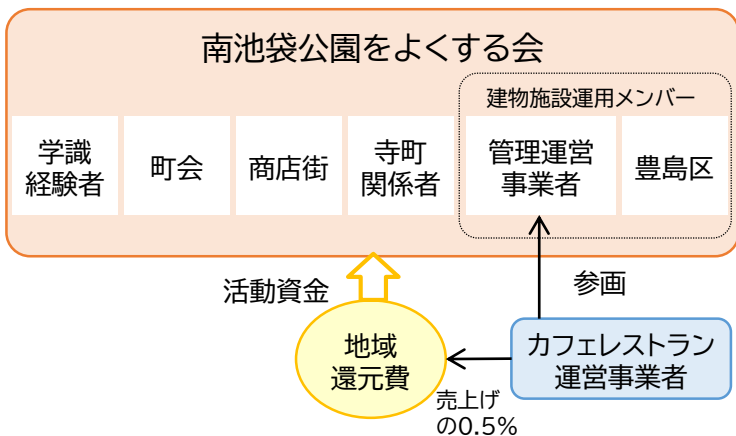 南池袋公園をよくする会
建物施設運用メンバー
学識
経験者
町会
商店街
寺町
関係者
管理運営
事業者
豊島区
活動資金
参画
地域
還元費
カフェレストラン
運営事業者
売上げ
の0.5%